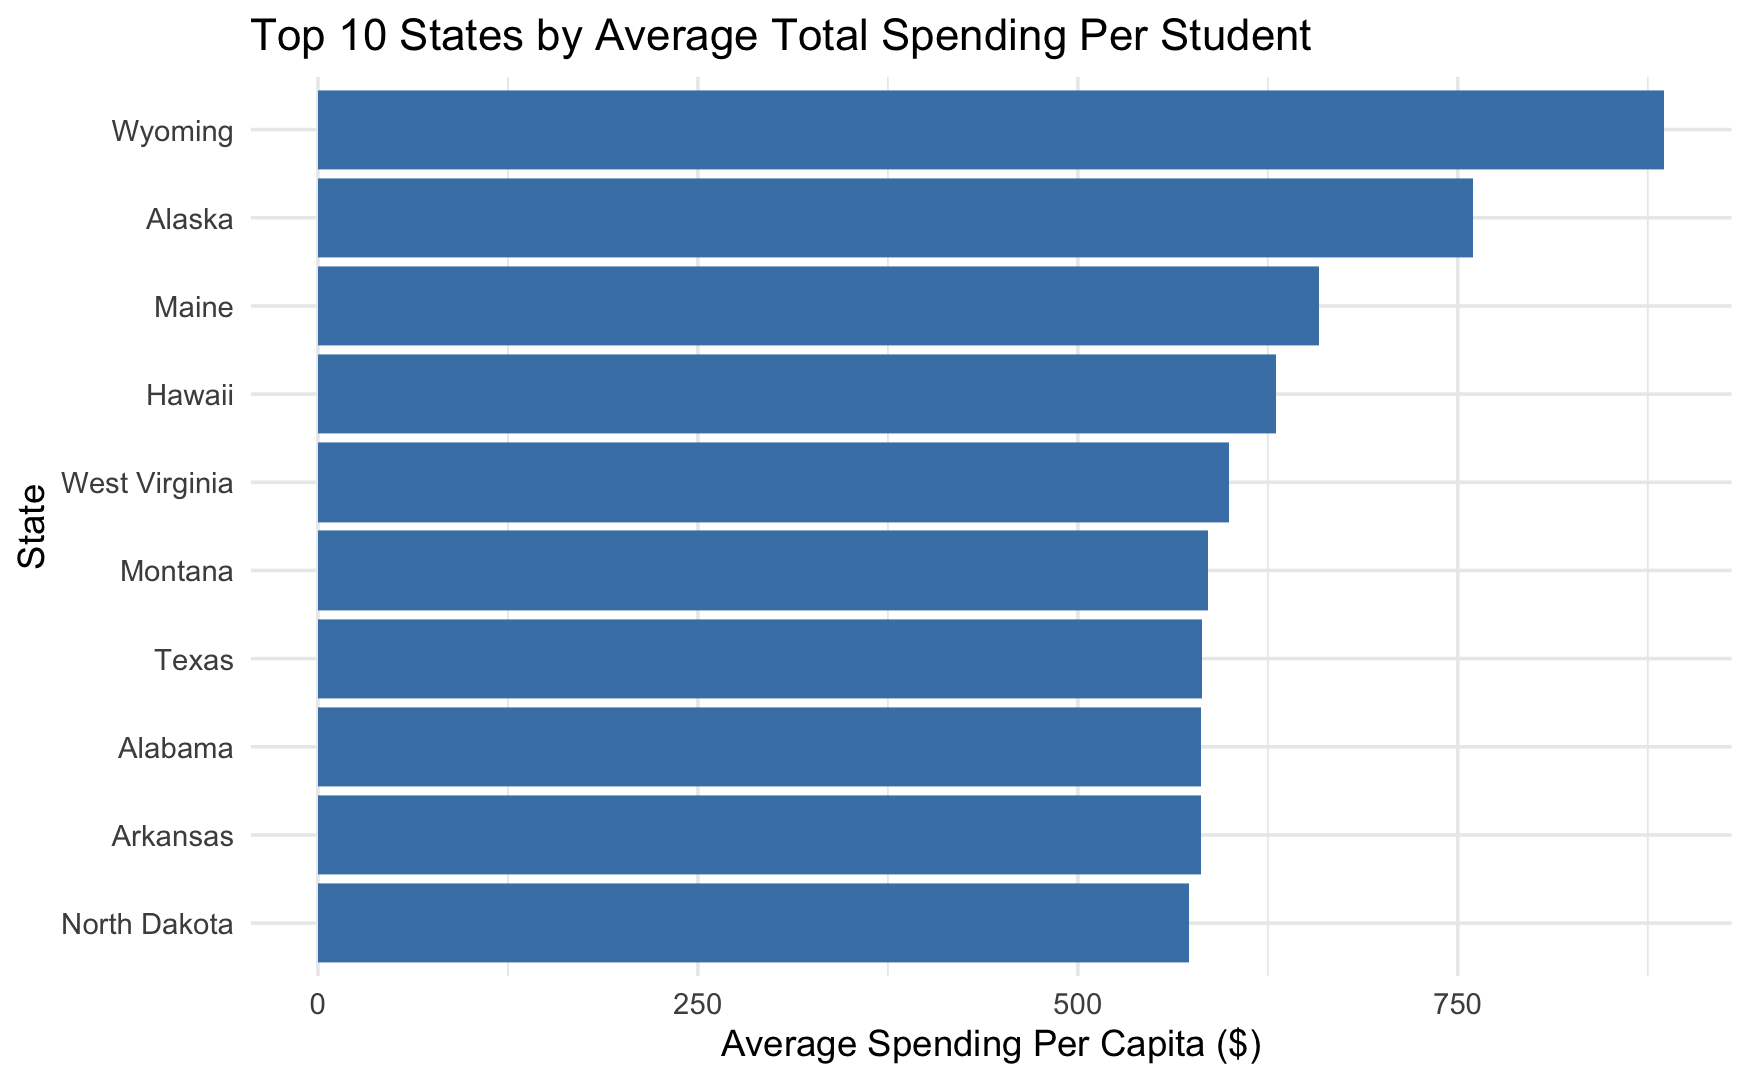 Top 10 States by Average Total Spending Per Student
Wyoming
Alaska
Maine
Hawaii
West Virginia
Montana
Texas
Alabama
Arkansas
North Dakota
State
0 250 500 750
Average Spending Per Capita ($)